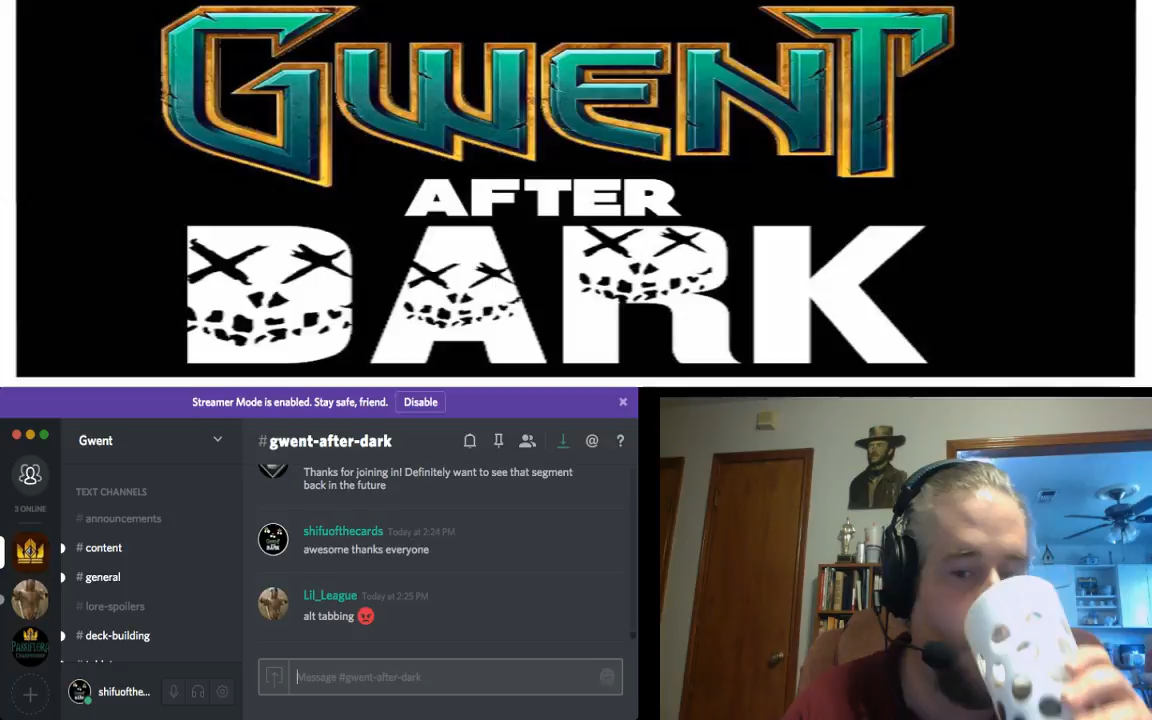 GWENT
AFTER
DARK
Streamer Mode is enabled. Stay safe, friend.
Disable
Gwent
#gwent-after-dark
TEXT CHANNELS
3 ONLINE
# announcements
# content
# general
# lore-spoilers
# deck-building
Thanks for joining in! Definitely want to see that segment
back in the future
shifuofthecards Today at 2:24 PM
awesome thanks everyone
Lil_League Today at 2:25 PM
alt tabbing
Message #gwent-after-dark
shifuofthe...